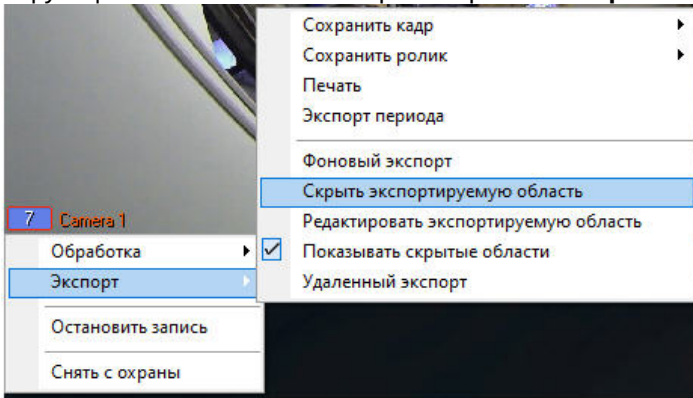 Сохранить кадр
Сохранить ролик
Печать
Экспорт периода
Фоновый экспорт
Скрыть экспортируемую область
Редактировать экспортируемую область
Показывать скрытые области
Удаленный экспорт
7 Camera 1
Обработка
Экспорт
Остановить запись
Снять с охраны